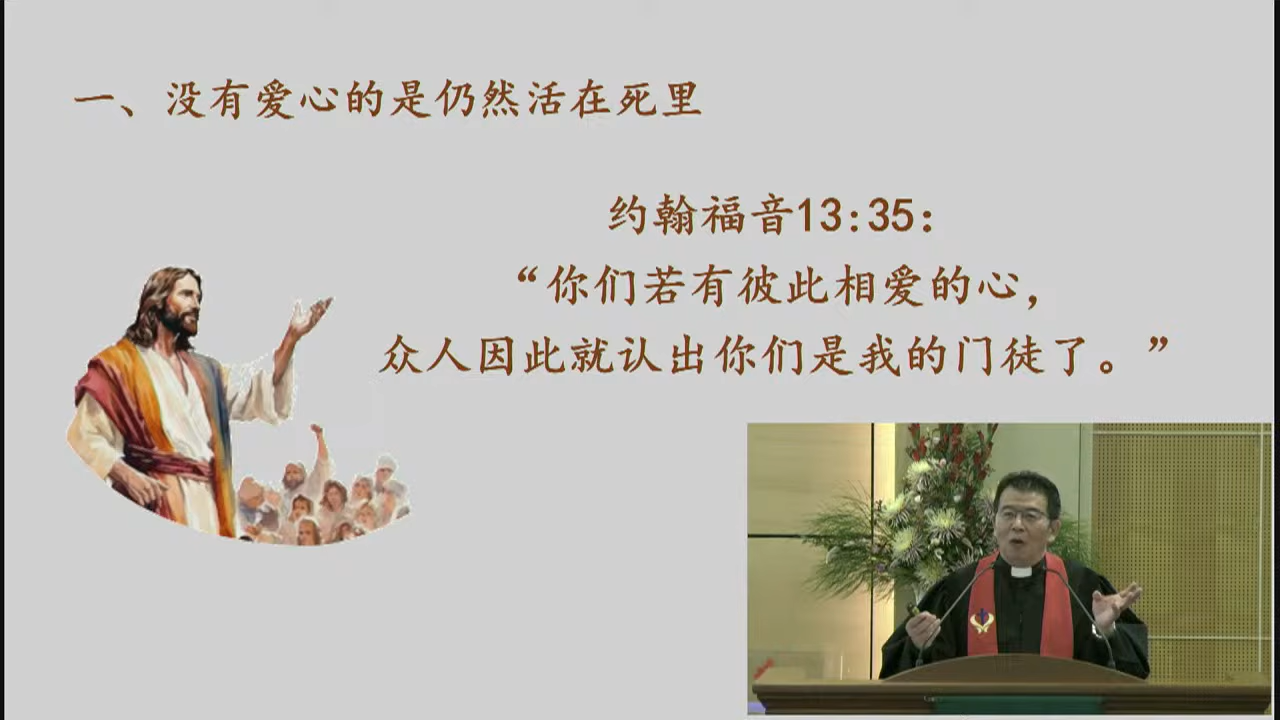 一、没有爱心的是仍然活在死里
约翰福音13:35：
“你们若有彼此相爱的心，
众人因此就认出你们是我的门徒了。”